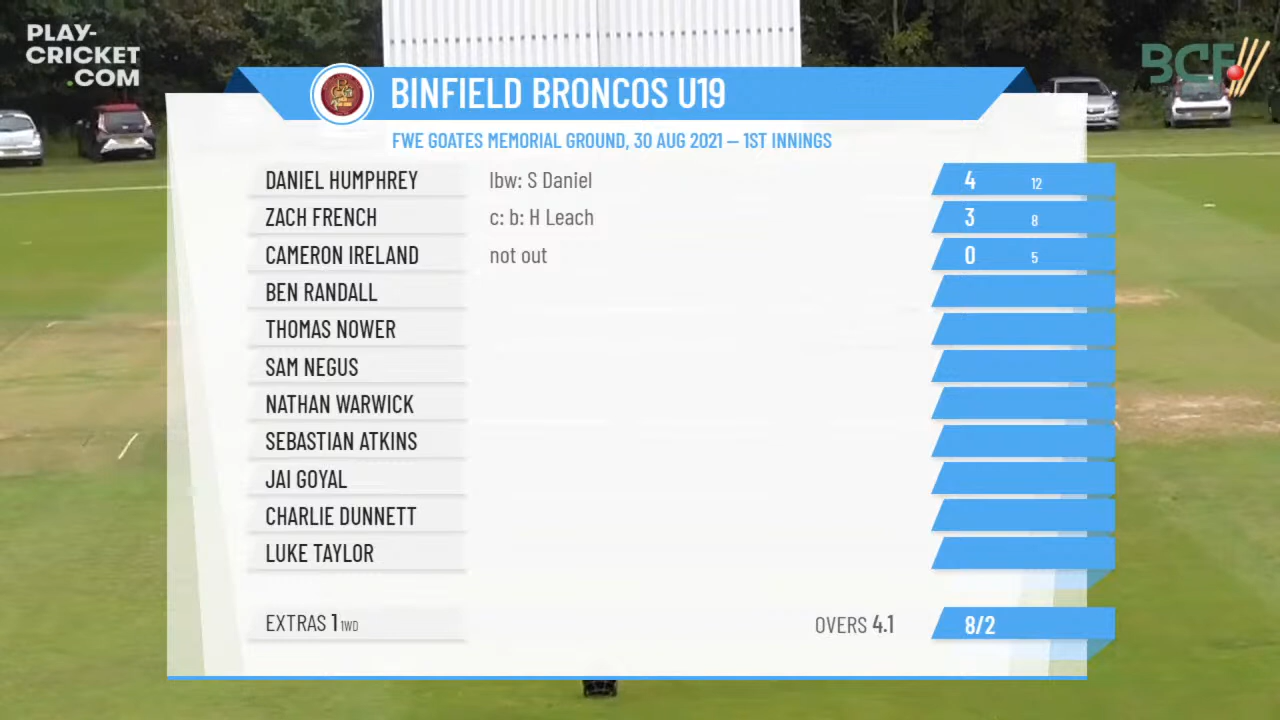 PLAY-
CRICKET
.COM
BCF
BINFIELD BRONCOS U19
FWE GOATES MEMORIAL GROUND, 30 AUG 2021 – 1ST INNINGS
DANIEL HUMPHREY lbw: S Daniel 4 12
ZACH FRENCH c: b: H Leach 3 8
CAMERON IRELAND not out 0 5
BEN RANDALL
THOMAS NOWER
SAM NEGUS
NATHAN WARWICK
SEBASTIAN ATKINS
JAI GOYAL
CHARLIE DUNNETT
LUKE TAYLOR
EXTRAS 1 1WD OVERS 4.1 8/2